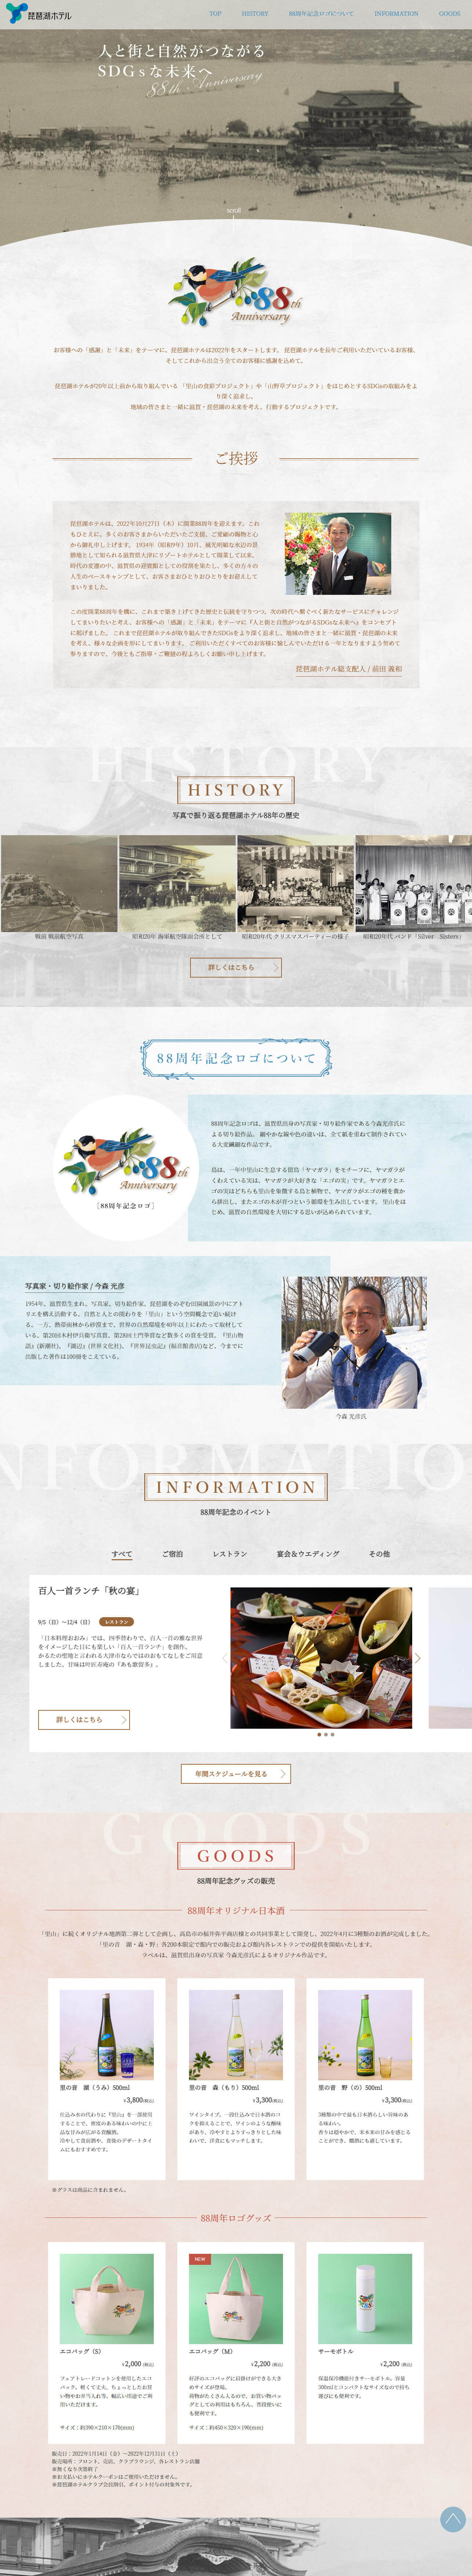 琵琶湖ホテル
TOP HISTORY 88周年記念ロゴについて INFORMATION GOODS
人と街と自然がつながる
SDGsな未来へ
88th Anniversary
scroll
88th
Anniversary
お客様への「感謝」と「未来」をテーマに、琵琶湖ホテルは2022年をスタートします。 琵琶湖ホテルを長年ご利用いただいているお客様、
そしてこれから出会う全てのお客様に感謝を込めて。
琵琶湖ホテルが20年以上前から取り組んでいる 「里山の食彩プロジェクト」や「山野草プロジェクト」をはじめとするSDGsの取組みをよ
り深く追求し、
地域の皆さまと一緒に滋賀・琵琶湖の未来を考え、行動するプロジェクトです。
ご挨拶
琵琶湖ホテルは、2022年10月27日（木）に開業88周年を迎えます。これ
もひとえに、多くのお客さまからいただいたご支援、ご愛顧の賜物と心
から御礼申し上げます。 1934年（昭和9年）10月、風光明媚な水辺の景
勝地として知られる滋賀県大津にリゾートホテルとして開業して以来、
時代の変遷の中、滋賀県の迎賓館としての役割を果たし、多くの方々の
人生のベースキャンプとして、お客さまおひとりおひとりをお迎えして
まいりました。
この度開業88周年を機に、これまで築き上げてきた歴史と伝統を守りつつ、次の時代へ繋ぐべく新たなサービスにチャレンジ
してまいりたいと考え、お客様への「感謝」と「未来」をテーマに『人と街と自然がつながるSDGsな未来へ』をコンセプト
に掲げました。 これまで琵琶湖ホテルが取り組んできたSDGsをより深く追求し、地域の皆さまと一緒に滋賀・琵琶湖の未来
を考え、様々な企画を形にしてまいります。 ご利用いただくすべてのお客様に愉しんでいただける一年となりますよう努めて
参りますので、今後ともご指導・ご鞭撻の程よろしくお願い申し上げます。
琵琶湖ホテル総支配人 / 前田 義和
HISTORY
HISTORY
写真で振り返る琵琶湖ホテル88年の歴史
戦前 戦前航空写真
昭和20年 海軍航空隊面会所として
昭和20年代 クリスマスパーティーの様子
昭和20年代 バンド「Silver Sisters」
詳しくはこちら
88周年記念ロゴについて
88th
Anniversary
［88周年記念ロゴ］
88周年記念ロゴは、滋賀県出身の写真家・切り絵作家である今森光彦氏に
よる切り絵作品。 細やかな線や色の違いは、全て紙を重ねて制作されてい
る大変繊細な作品です。
鳥は、一年中里山に生息する留鳥「ヤマガラ」をモチーフに、ヤマガラが
くわえている実は、ヤマガラが大好きな「エゴの実」です。ヤマガラとエ
ゴの実はどちらも里山を象徴する鳥と植物で、ヤマガラがエゴの種を糞か
ら排出し、またエゴの木が育つという循環を生み出しています。 里山をは
じめ、滋賀の自然環境を大切にする思いが込められています。
写真家・切り絵作家 / 今森 光彦
1954年、滋賀県生まれ。写真家。切り絵作家。琵琶湖をのぞむ田園風景の中にアト
リエを構え活動する。自然と人との関わりを「里山」という空間概念で追い続け
る。一方、熱帯雨林から砂漠まで、世界の自然環境を40年以上にわたって取材して
いる。第20回木村伊兵衛写真賞、第28回土門拳賞など数多くの賞を受賞。『里山物
語』(新潮社)、『湖辺』(世界文化社)、『世界昆虫記』(福音館書店)など、今までに
出版した著作は100冊をこえている。
今森 光彦氏
INFORMATION
INFORMATION
88周年記念のイベント
すべて ご宿泊 レストラン 宴会＆ウエディング その他
百人一首ランチ「秋の宴」
9/5（日）〜12/4（日） レストラン
「日本料理おおみ」では、四季替わりで、百人一首の雅な世界
をイメージした目にも楽しい「百人一首ランチ」を創作。
かるたの聖地と言われる大津市ならではのおもてなしをご用意
しました。甘味は叶匠寿庵の『あも歌留多』。
詳しくはこちら
年間スケジュールを見る
GOODS
GOODS
88周年記念グッズの販売
88周年オリジナル日本酒
「里山」に続くオリジナル地酒第二弾として企画し、高島市の福井弥平商店様との共同事業として開発し、2022年4月に3種類のお酒が完成しました。
「里の音　湖・森・野」各200本限定で館内での販売および館内各レストランでの提供を開始いたします。
ラベルは、滋賀県出身の写真家 今森光彦氏によるオリジナル作品です。
里の音　湖（うみ）500ml
¥3,800(税込)
仕込み水の代わりに『里山』を一部使用
することで、密度のある味わいの中に上
品な甘みが広がる貴醸酒。
冷やして食前酒や、食後のデザートタイ
ムにもおすすめです。
里の音　森（もり）500ml
¥3,300(税込)
ワインタイプ。一段仕込みで日本酒のコ
クを抑えることで、ワインのような酸味
があり、冷やすとよりすっきりとした味
わいで、洋食にもマッチします。
里の音　野（の）500ml
¥3,300(税込)
3種類の中で最も日本酒らしい旨味のあ
る味わい。
香りは穏やかで、米本来の甘みを感じる
ことができ、燗酒にも適しています。
※グラスは商品に含まれません。
88周年ロゴグッズ
エコバッグ（S）
¥2,000 (税込)
フェアトレードコットンを使用したエコ
バック。軽くて丈夫。ちょっとしたお買
い物やお弁当入れ等、幅広い用途でご利
用いただけます。
サイズ：約390×210×170(mm)
NEW
エコバッグ（M）
¥2,200 (税込)
好評のエコバッグに肩掛けができる大き
めサイズが登場。
荷物がたくさん入るので、お買い物バッ
グとしての利用はもちろん、普段使いに
も便利です。
サイズ：約450×320×190(mm)
サーモボトル
¥2,200 (税込)
保温保冷機能付きサーモボトル。容量
300mlとコンパクトなサイズなので持ち
運びにも便利です。
販売日：2022年1月14日（金）〜2022年12月31日（土）
販売場所：フロント、売店、クラブラウンジ、各レストラン店舗
※無くなり次第終了
※お支払いにホテルクーポンはご使用いただけません。
※琵琶湖ホテルクラブ会員割引、ポイント付与の対象外です。